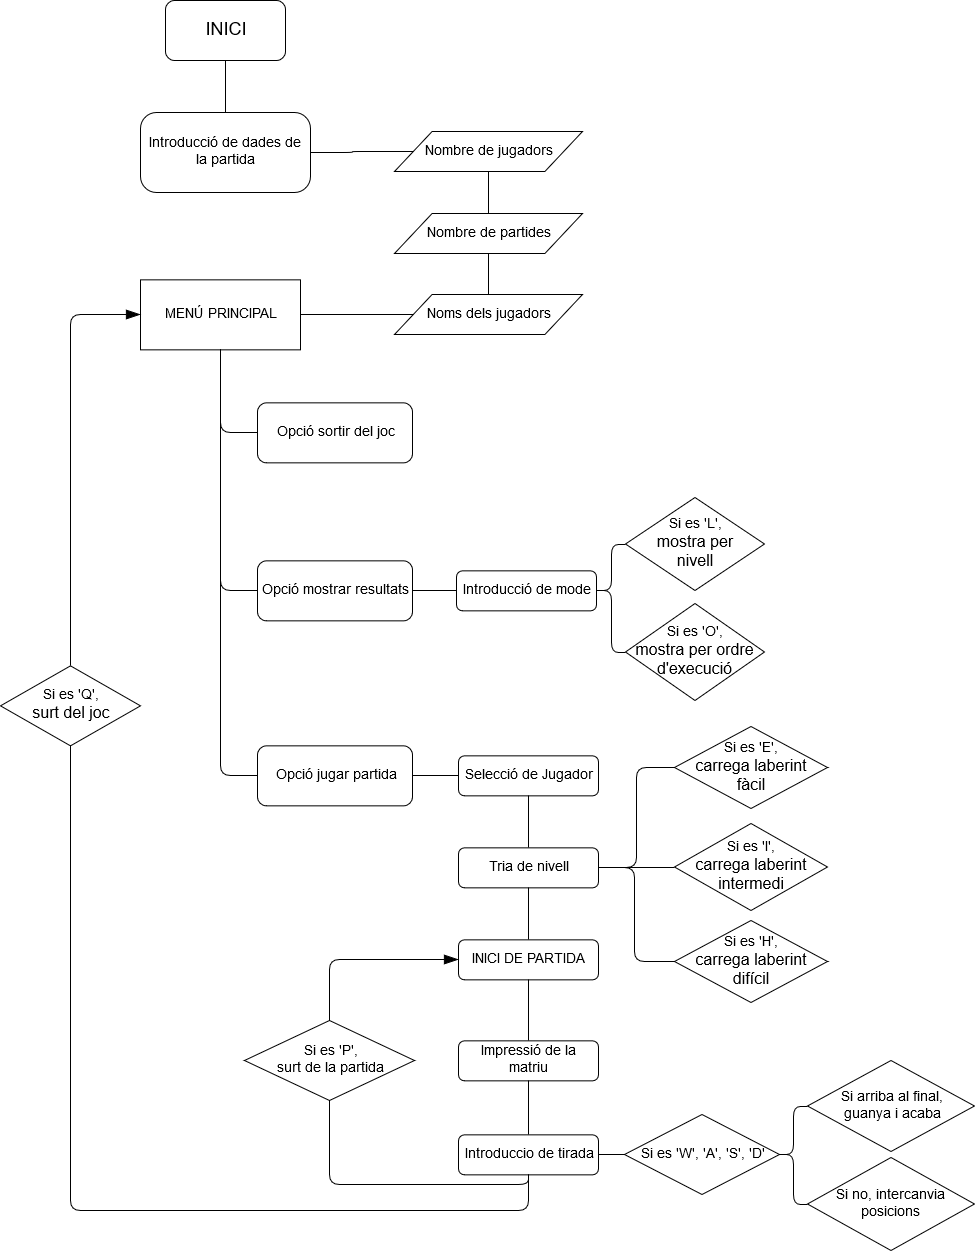 INICI
Introducció de dades de
la partida
Nombre de jugadors
Nombre de partides
Noms dels jugadors
MENÚ PRINCIPAL
Opció sortir del joc
Opció mostrar resultats
Introducció de mode
Si es 'L',
mostra per
nivell
Si es 'O',
mostra per ordre
d'execució
Si es 'Q',
surt del joc
Opció jugar partida
Selecció de Jugador
Tria de nivell
Si es 'E',
carrega laberint
fàcil
Si es 'I',
carrega laberint
intermedi
Si es 'H',
carrega laberint
difícil
INICI DE PARTIDA
Si es 'P',
surt de la partida
Impressió de la
matriu
Introduccio de tirada
Si es 'W', 'A', 'S', 'D'
Si arriba al final,
guanya i acaba
Si no, intercanvia
posicions